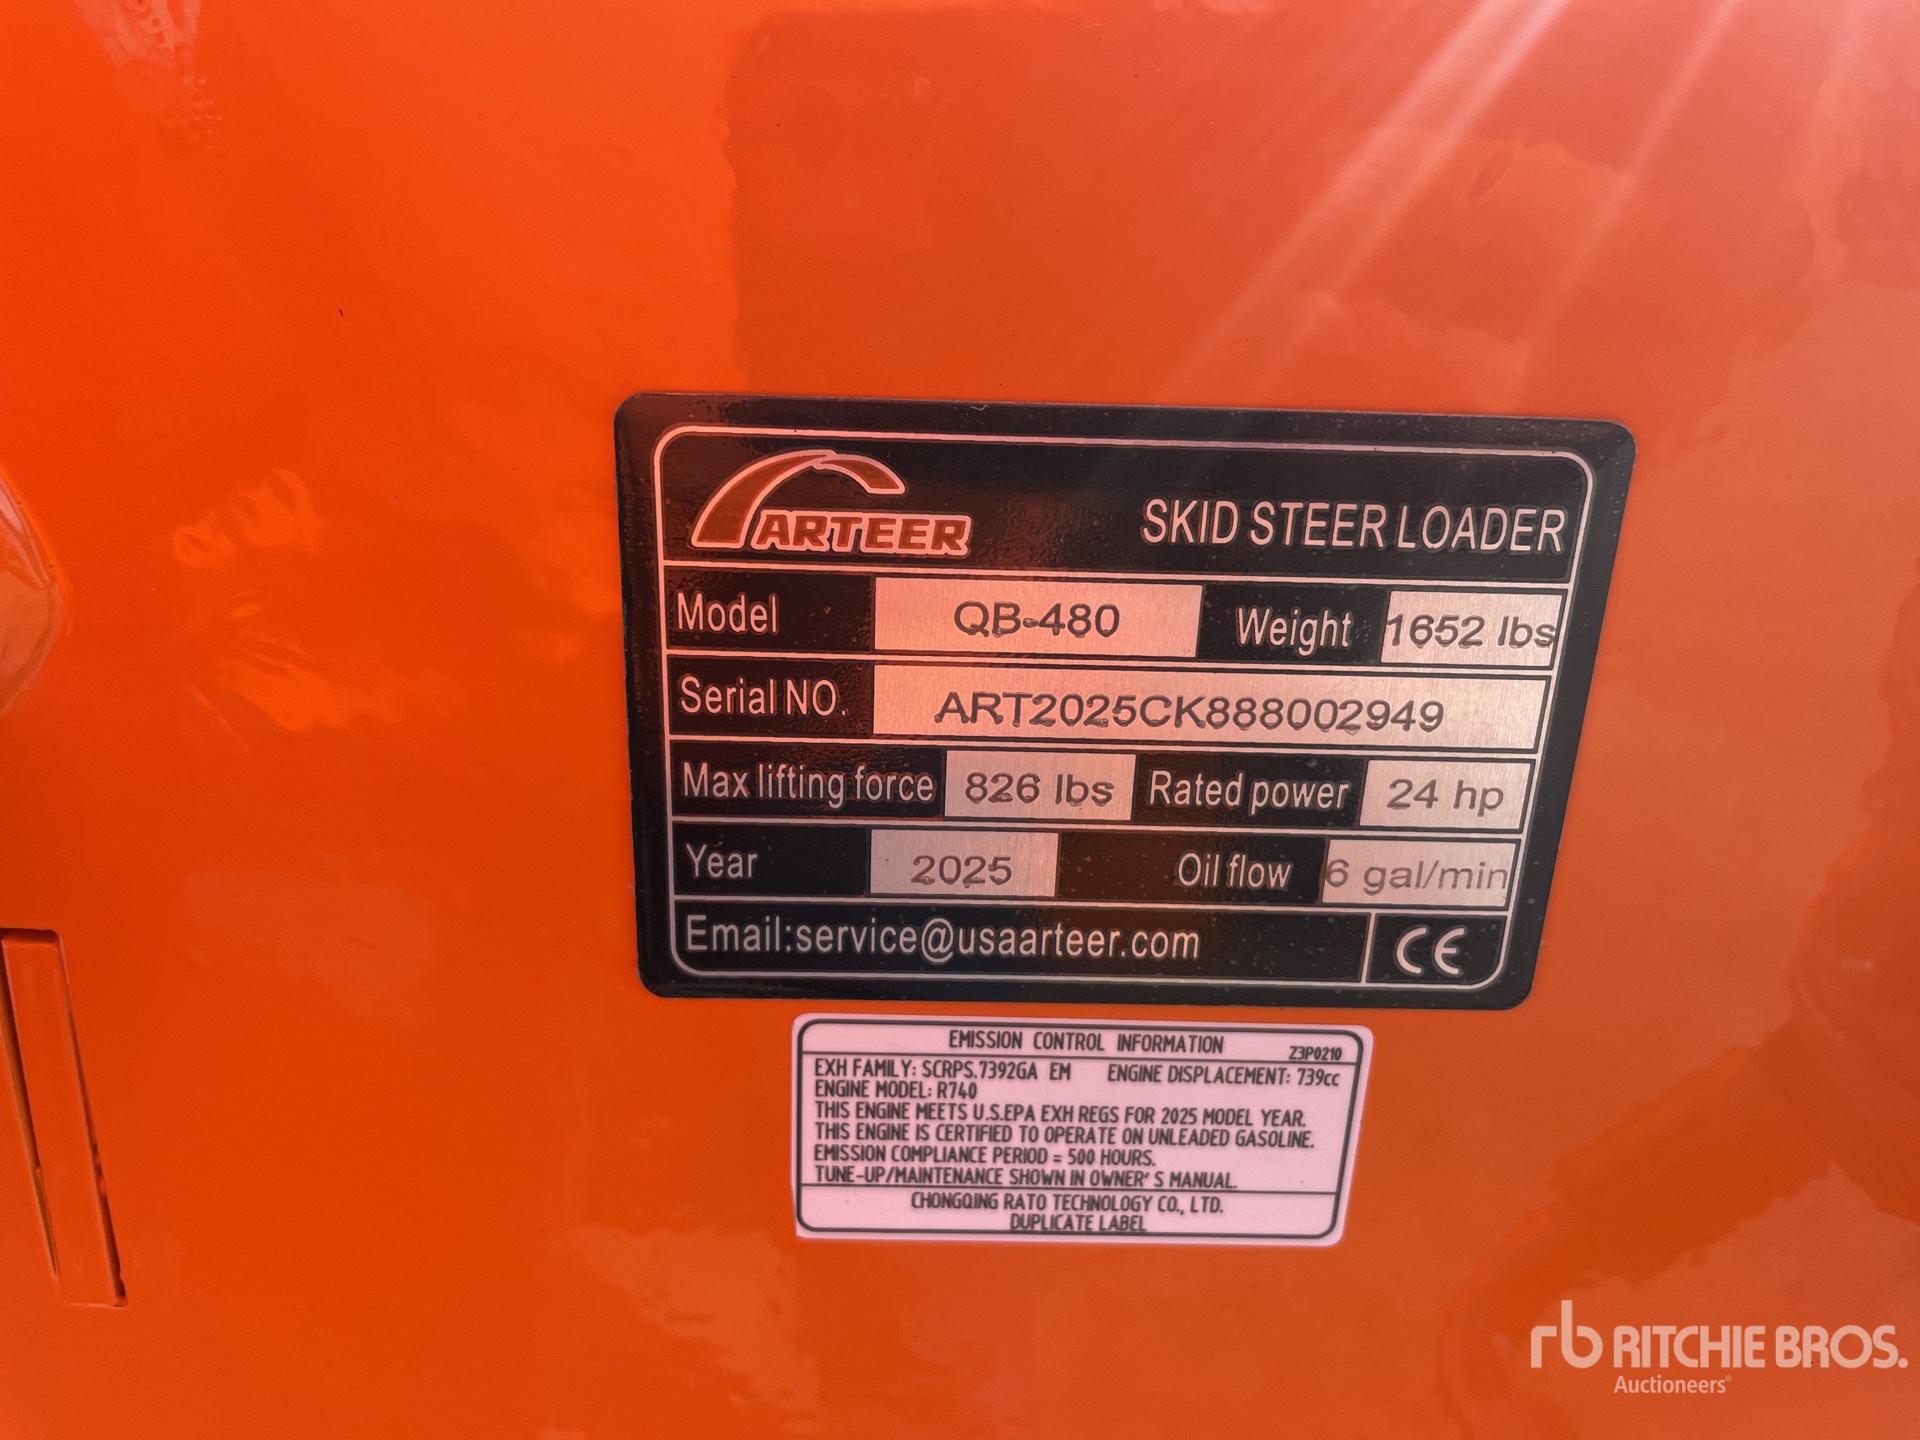 ARTEER
SKID STEER LOADER
Model QB-480 Weight 1652 lbs
Serial NO. ART2025CK888002949
Max lifting force 826 lbs Rated power 24 hp
Year 2025 Oil flow 6 gal/min
Email:service@usaarteer.com CE
EMISSION CONTROL INFORMATION Z3P0210
EXH FAMILY: SCRPS.7392GA EM ENGINE DISPLACEMENT: 739cc
ENGINE MODEL: R740
THIS ENGINE MEETS U.S.EPA EXH REGS FOR 2025 MODEL YEAR.
THIS ENGINE IS CERTIFIED TO OPERATE ON UNLEADED GASOLINE.
EMISSION COMPLIANCE PERIOD = 500 HOURS.
TUNE-UP/MAINTENANCE SHOWN IN OWNER' S MANUAL.
CHONGQING RATO TECHNOLOGY CO., LTD.
DUPLICATE LABEL
rb RITCHIE BROS.
Auctioneers®